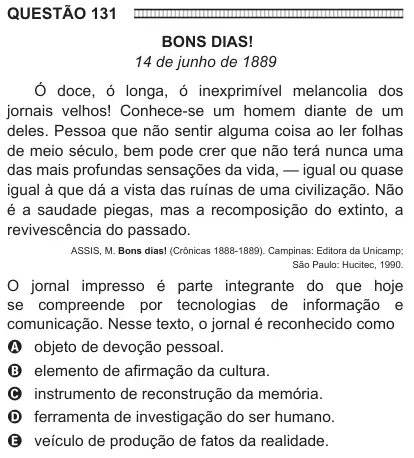 QUESTÃO 131
BONS DIAS!
14 de junho de 1889
Ó doce, ó longa, ó inexprimível melancolia dos
jornais velhos! Conhece-se um homem diante de um
deles. Pessoa que não sentir alguma coisa ao ler folhas
de meio século, bem pode crer que não terá nunca uma
das mais profundas sensações da vida, — igual ou quase
igual à que dá a vista das ruínas de uma civilização. Não
é a saudade piegas, mas a recomposição do extinto, a
revivescência do passado.
ASSIS, M. Bons dias! (Crônicas 1888-1889). Campinas: Editora da Unicamp;
São Paulo: Hucitec, 1990.
O jornal impresso é parte integrante do que hoje
se compreende por tecnologias de informação e
comunicação. Nesse texto, o jornal é reconhecido como
A objeto de devoção pessoal.
B elemento de afirmação da cultura.
C instrumento de reconstrução da memória.
D ferramenta de investigação do ser humano.
E veículo de produção de fatos da realidade.